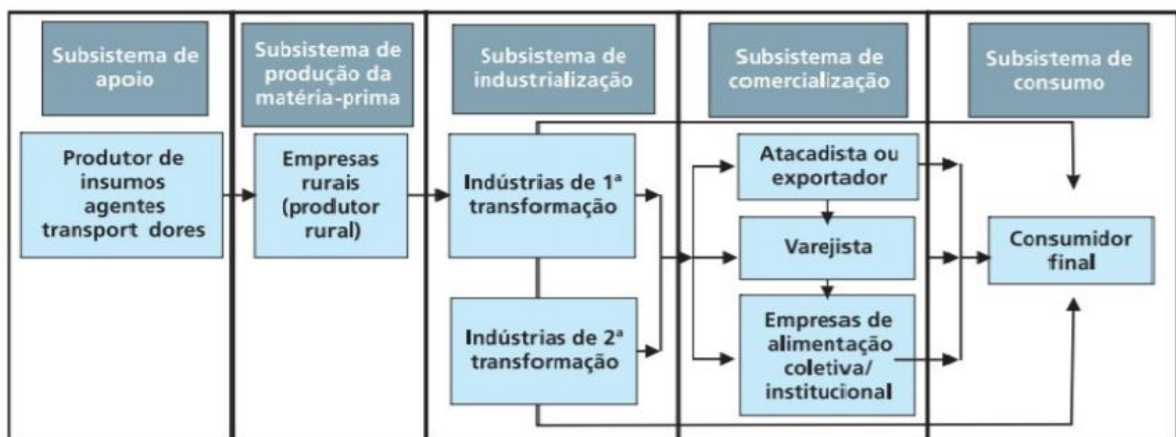 Subsistema de
apoio
Subsistema de
produção da
matéria-prima
Subsistema de
industrialização
Subsistema de
comercialização
Subsistema de
consumo
Produtor de
insumos
agentes
transport dores
Empresas
rurais
(produtor
rural)
Indústrias de 1ª
transformação
Indústrias de 2ª
transformação
Atacadista ou
exportador
Varejista
Empresas de
alimentação
coletiva/
institucional
Consumidor
final